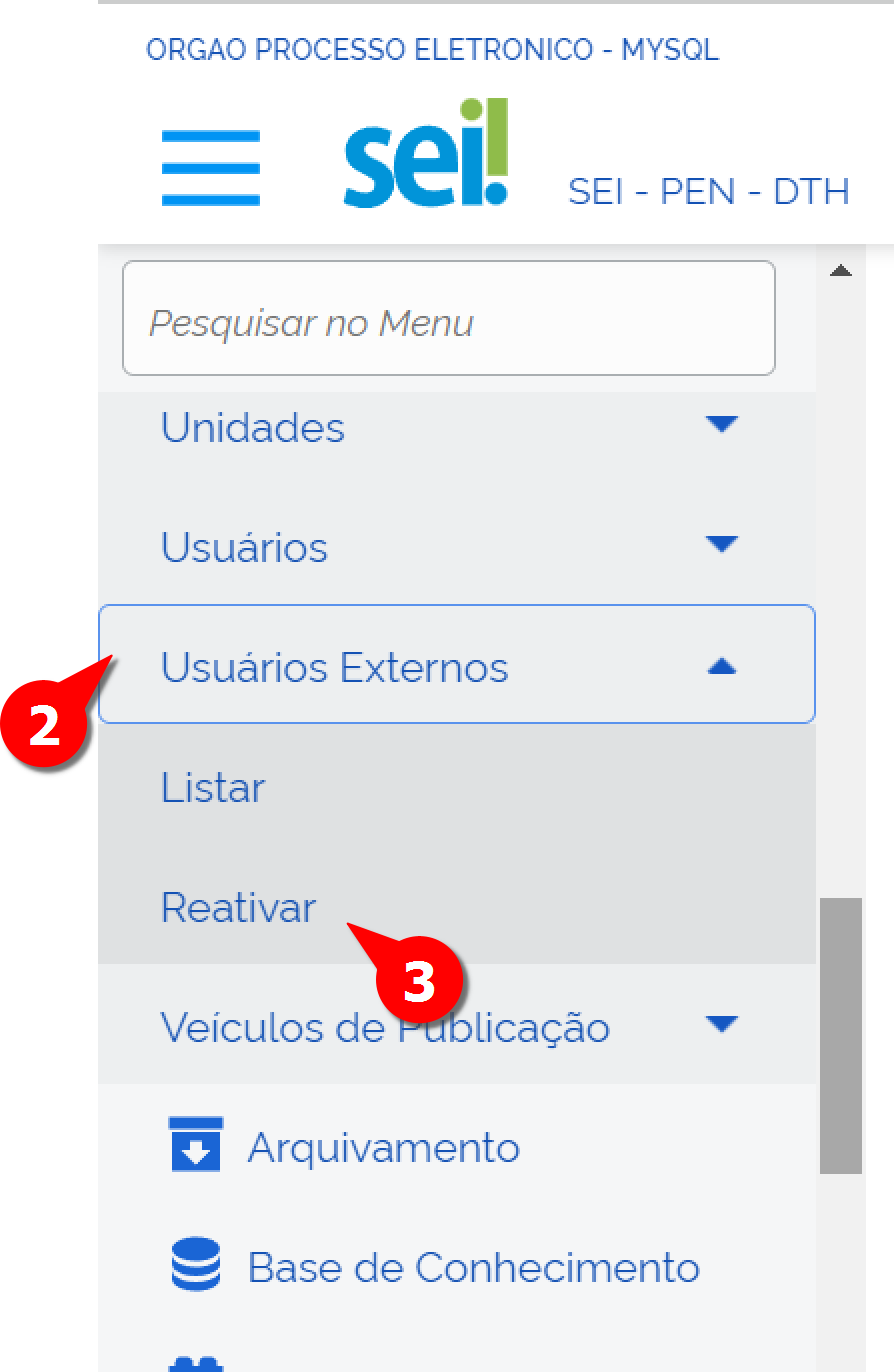 ORGAO PROCESSO ELETRONICO - MYSQL
sei!
SEI - PEN - DTH
Pesquisar no Menu
Unidades
Usuários
Usuários Externos
2
Listar
Reativar
3
Veículos de Publicação
Arquivamento
Base de Conhecimento